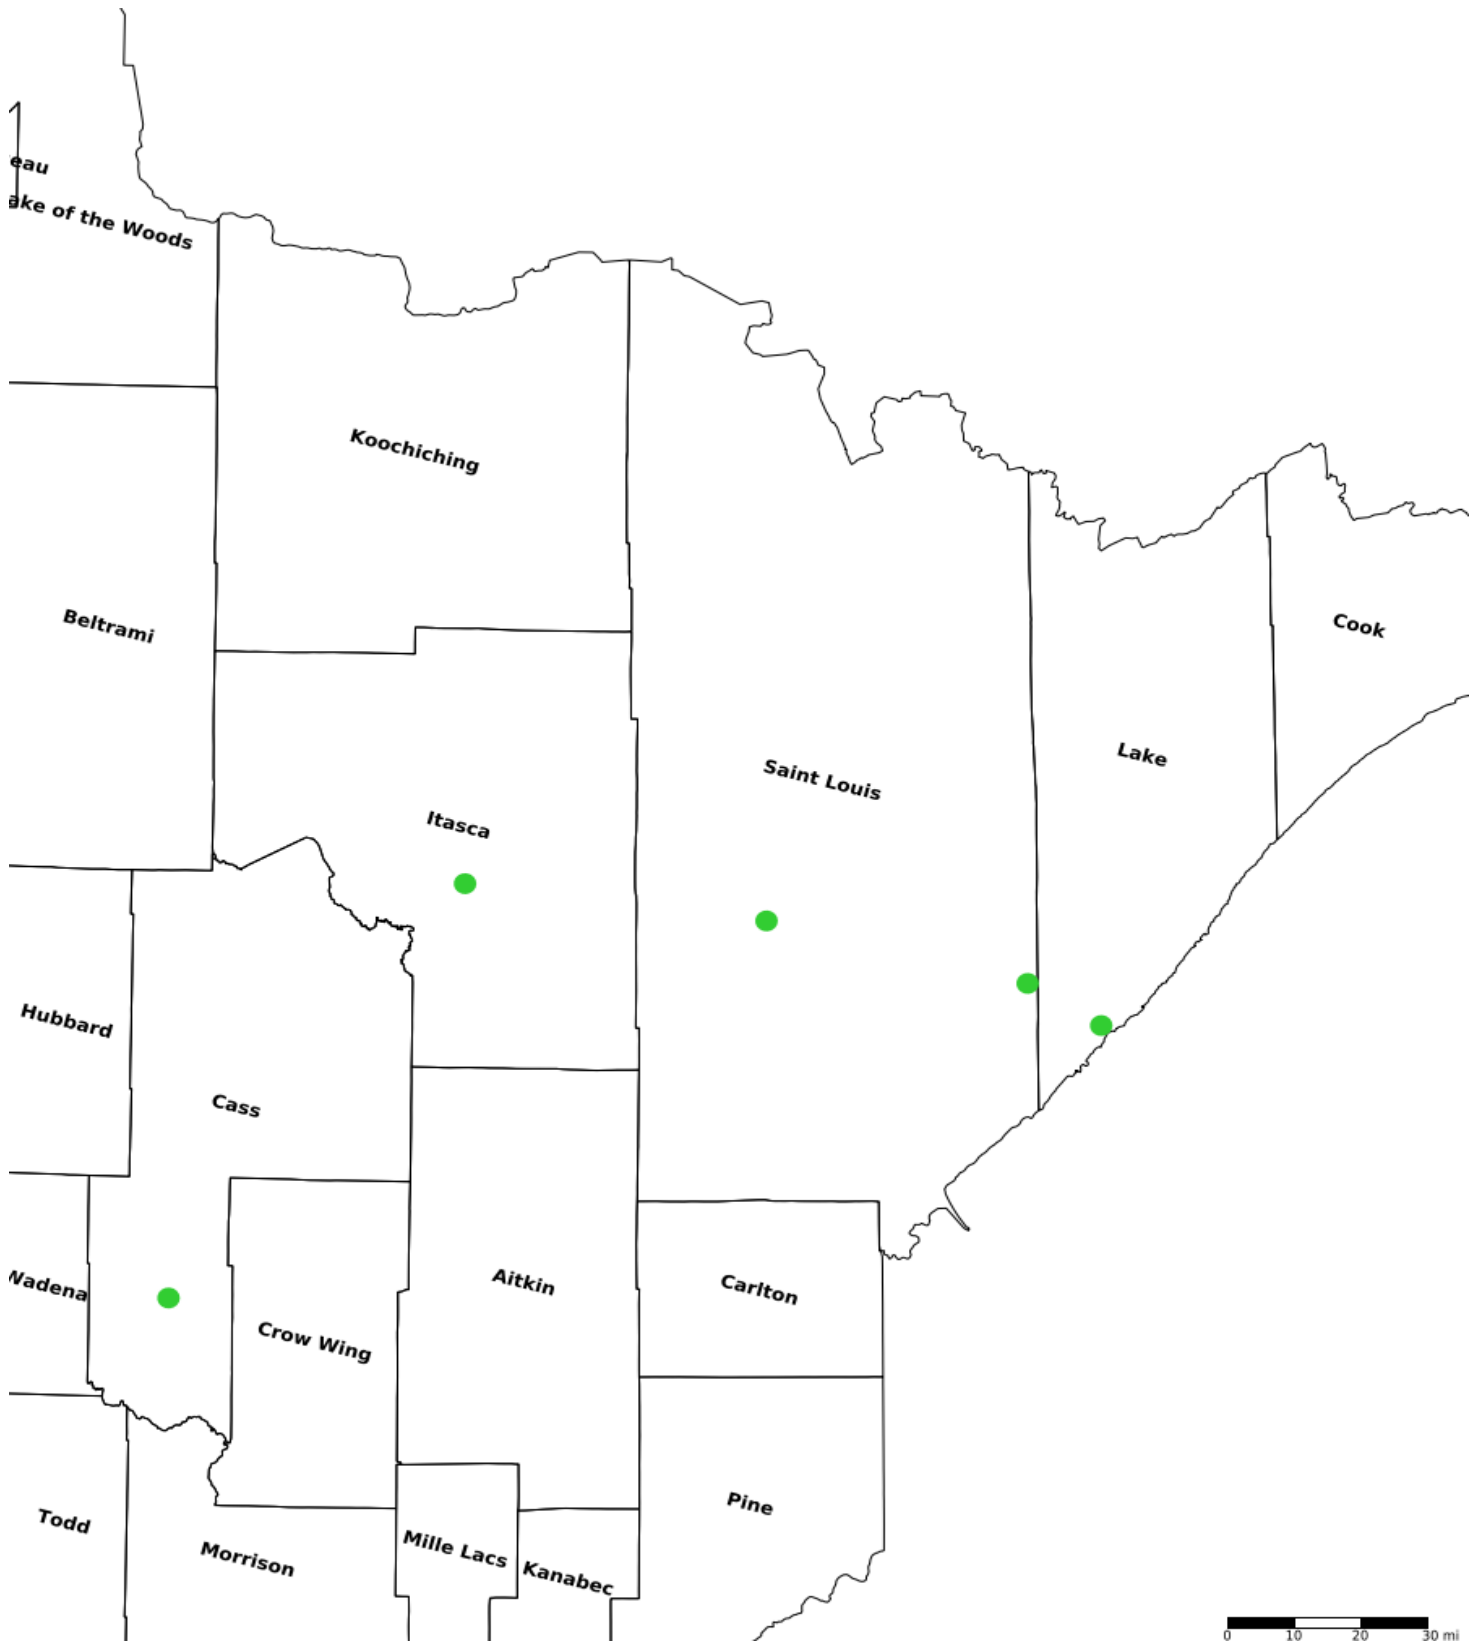 eau
ake of the Woods
Koochiching
Beltrami
Cook
Lake
Saint Louis
Itasca
Hubbard
Cass
Wadena
Aitkin
Carlton
Crow Wing
Pine
Todd
Morrison
Mille Lacs
Kanabec
0 10 20 30 mi